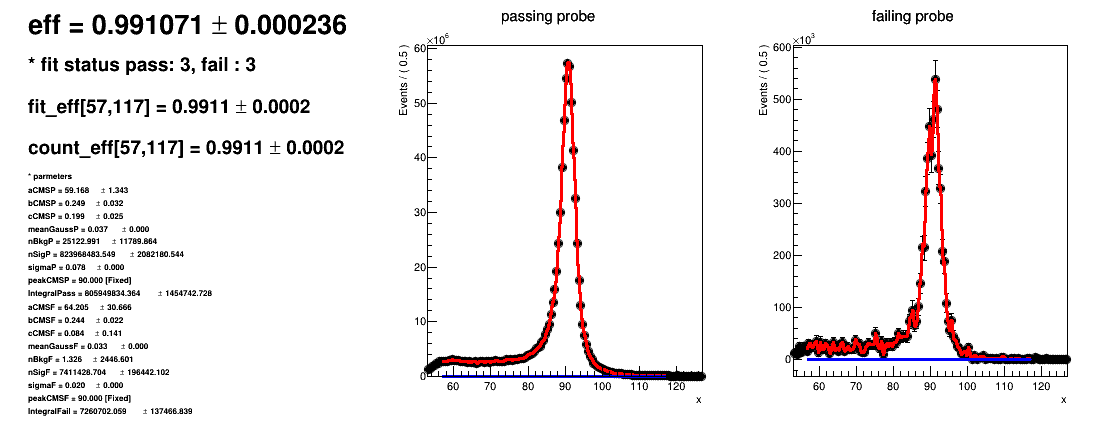 eff = 0.991071 ± 0.000236
* fit status pass: 3, fail : 3
fit_eff[57,117] = 0.9911 ± 0.0002
count_eff[57,117] = 0.9911 ± 0.0002
* parmeters
aCMSP = 59.168 ± 1.343
bCMSP = 0.249 ± 0.032
cCMSP = 0.199 ± 0.025
meanGaussP = 0.037 ± 0.000
nBkgP = 25122.991 ± 11789.864
nSigP = 823968483.549 ± 2082180.544
sigmaP = 0.078 ± 0.000
peakCMSP = 90.000 [Fixed]
IntegralPass = 805949834.364 ± 1454742.728
aCMSF = 64.205 ± 30.666
bCMSF = 0.244 ± 0.022
cCMSF = 0.084 ± 0.141
meanGaussF = 0.033 ± 0.000
nBkgF = 1.326 ± 2446.601
nSigF = 7411428.704 ± 196442.102
sigmaF = 0.020 ± 0.000
peakCMSF = 90.000 [Fixed]
IntegralFail = 7260702.059 ± 137466.839
passing probe
×10⁶
Events / ( 0.5 )
60
50
40
30
20
10
0
60 70 80 90 100 110 120
x
failing probe
×10³
Events / ( 0.5 )
600
500
400
300
200
100
0
60 70 80 90 100 110 120
x